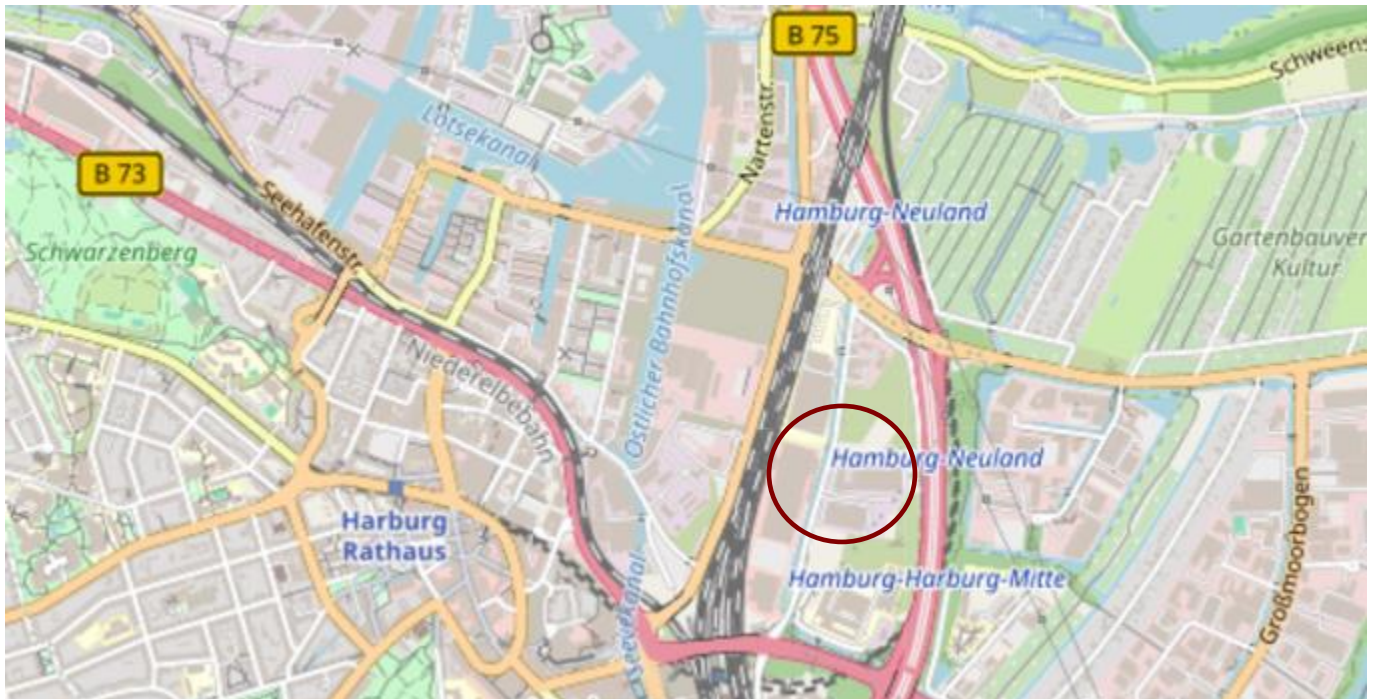 B 75
Schweens
B 73
Lotsekanal
Nartenstr.
Seehafenstr.
Hamburg-Neuland
Schwarzenberg
Gartenbauver
Kultur
Östlicher Bahnhofskanal
Niederelbebahn
Hamburg-Neuland
Harburg
Rathaus
Großmoorbogen
Hamburg-Harburg-Mitte
Seevekanal